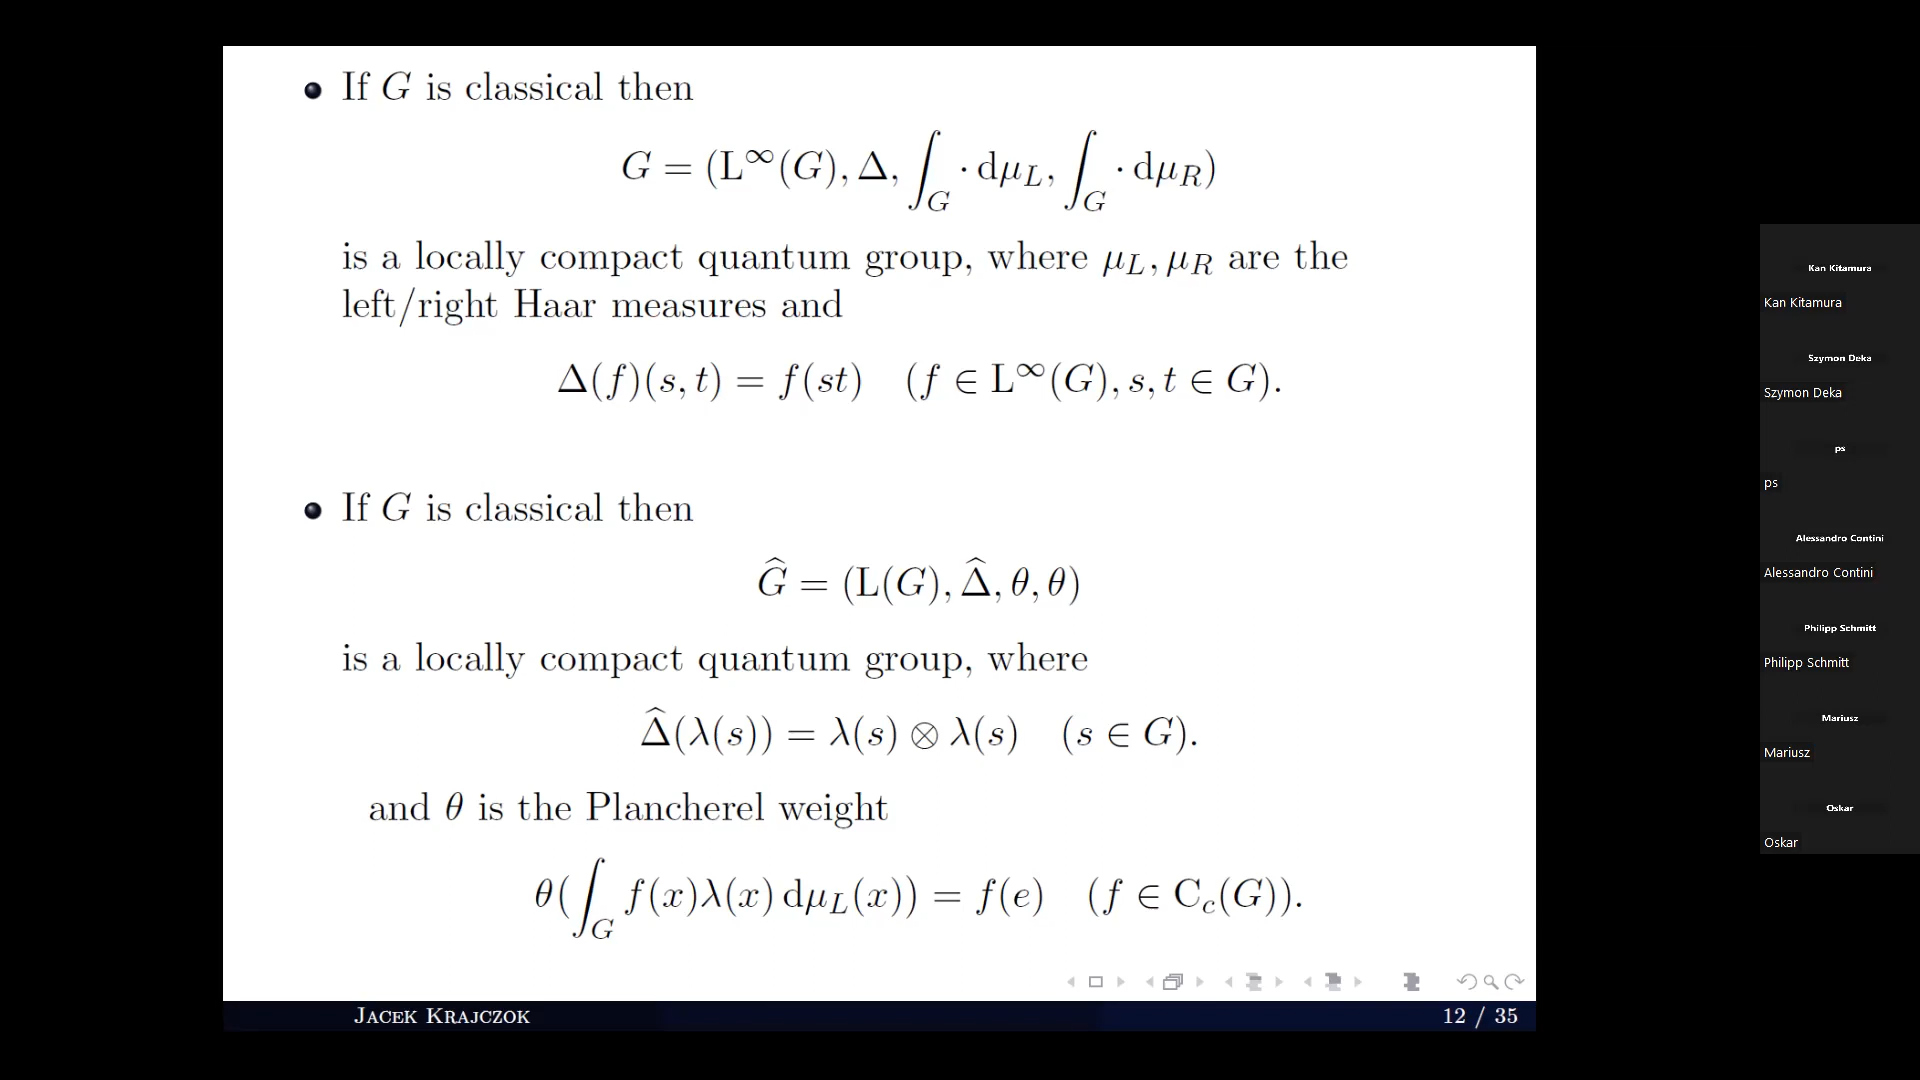 • If G is classical then
G = (L^∞(G), Δ, ∫_G · dμ_L, ∫_G · dμ_R)
is a locally compact quantum group, where μ_L, μ_R are the
left/right Haar measures and
Δ(f)(s, t) = f(st) (f ∈ L^∞(G), s, t ∈ G).
• If G is classical then
Ĝ = (L(G), Δ̂, θ, θ)
is a locally compact quantum group, where
Δ̂(λ(s)) = λ(s) ⊗ λ(s) (s ∈ G).
and θ is the Plancherel weight
θ(∫_G f(x)λ(x) dμ_L(x)) = f(e) (f ∈ C_c(G)).
Jacek Krajczok
12 / 35
Kan Kitamura
Kan Kitamura
Szymon Deka
Szymon Deka
ps
ps
Alessandro Contini
Alessandro Contini
Philipp Schmitt
Philipp Schmitt
Mariusz
Mariusz
Oskar
Oskar